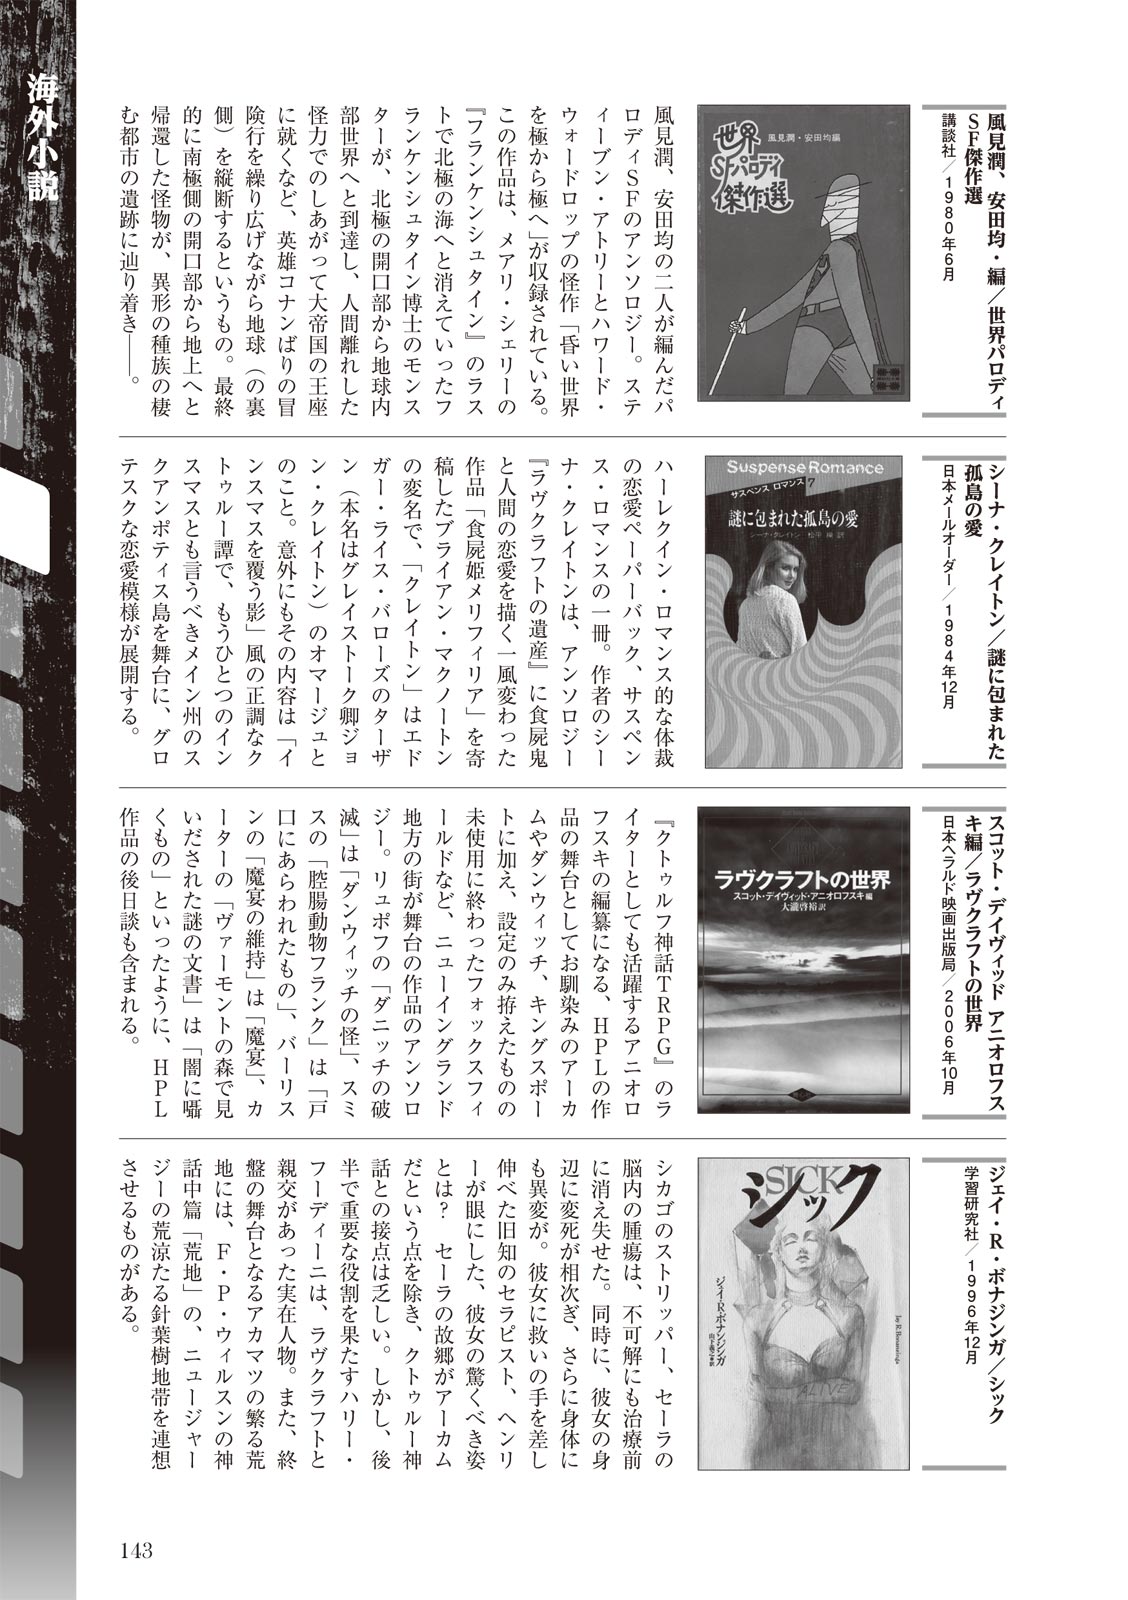 海外小説
風見潤、安田均・編／世界パロディ
ＳＦ傑作選
講談社／1980年6月
世界
SFパロディ
傑作選
風見潤・安田均編
風見潤、安田均の二人が編んだパ
ロディＳＦのアンソロジー。ステ
ィーブン・アトリーとハワード・
ウォードロップの怪作「昏い世界
を極から極へ」が収録されている。
この作品は、メアリ・シェリーの
『フランケンシュタイン』のラス
トで北極の海へと消えていったフ
ランケンシュタイン博士のモンス
ターが、北極の開口部から地球内
部世界へと到達し、人間離れした
怪力でのしあがって大帝国の王座
に就くなど、英雄コナンばりの冒
険行を繰り広げながら地球（の裏
側）を縦断するというもの。最終
的に南極側の開口部から地上へと
帰還した怪物が、異形の種族の棲
む都市の遺跡に辿り着き――。
シーナ・クレイトン／謎に包まれた
孤島の愛
日本メールオーダー／1984年12月
Suspense Romance
サスペンス ロマンス 7
謎に包まれた孤島の愛
シーナ・クレイトン
ハーレクイン・ロマンス的な体裁
の恋愛ペーパーバック、サスペン
ス・ロマンスの一冊。作者のシー
ナ・クレイトンは、アンソロジー
『ラヴクラフトの遺産』に食屍鬼
と人間の恋愛を描く一風変わった
作品「食屍姫メリフィリア」を寄
稿したブライアン・マクノートン
の変名で、「クレイトン」はエド
ガー・ライス・バローズのターザ
ン（本名はグレイストーク卿ジョ
ン・クレイトン）のオマージュと
のこと。意外にもその内容は「イ
ンスマスを覆う影」風の正調なク
トゥルー譚で、もうひとつのイン
スマスとも言うべきメイン州のス
クアンポティス島を舞台に、グロ
テスクな恋愛模様が展開する。
スコット・デイヴィッド アニオロフス
キ編／ラヴクラフトの世界
日本ヘラルド映画出版局／2006年10月
ラヴクラフトの世界
スコット・デイヴィッド・アニオロフスキ 編
大瀧啓裕 訳
『クトゥルフ神話ＴＲＰＧ』のラ
イターとしても活躍するアニオロ
フスキの編纂になる、ＨＰＬの作
品の舞台としてお馴染みのアーカ
ムやダンウィッチ、キングスポー
トに加え、設定のみ拵えたものの
未使用に終わったフォックスフィ
ールドなど、ニューイングランド
地方の街が舞台の作品のアンソロ
ジー。リュポフの「ダニッチの破
滅」は「ダンウィッチの怪」、スミ
スの「腔腸動物フランク」は「戸
口にあらわれたもの」、バーリス
ンの「魔宴の維持」は「魔宴」、カ
ーターの「ヴァーモントの森で見
いだされた謎の文書」は「闇に囁
くもの」といったように、ＨＰＬ
作品の後日談も含まれる。
ジェイ・Ｒ・ボナジンガ／シック
学習研究社／1996年12月
SICK
シック
ジェイ・R・ボナンジンガ
山下義之◆訳
Jay R. Bonansinga
ALIVE
シカゴのストリッパー、セーラの
脳内の腫瘍は、不可解にも治療前
に消え失せた。同時に、彼女の身
辺に変死が相次ぎ、さらに身体に
も異変が。彼女に救いの手を差し
伸べた旧知のセラピスト、ヘンリ
ーが眼にした、彼女の驚くべき姿
とは？　セーラの故郷がアーカム
だという点を除き、クトゥルー神
話との接点は乏しい。しかし、後
半で重要な役割を果たすハリー・
フーディーニは、ラヴクラフトと
親交があった実在人物。また、終
盤の舞台となるアカマツの繁る荒
地には、Ｆ・Ｐ・ウィルスンの神
話中篇「荒地」の、ニュージャー
ジーの荒涼たる針葉樹地帯を連想
させるものがある。
143